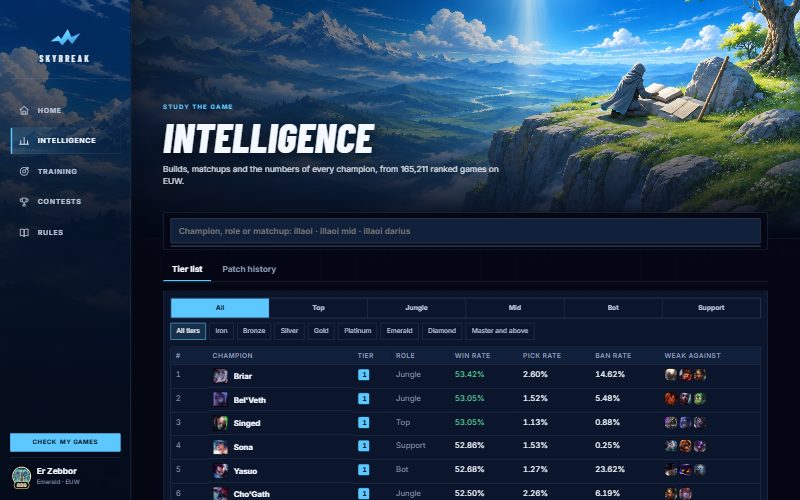 SKYBREAK
HOME
INTELLIGENCE
TRAINING
CONTESTS
RULES
CHECK MY GAMES
Er Zebbor
Emerald · EUW
STUDY THE GAME
INTELLIGENCE
Builds, matchups and the numbers of every champion, from 165,211 ranked games on
EUW.
Champion, role or matchup: illaoi · illaoi mid · illaoi darius
Tier list Patch history
All Top Jungle Mid Bot Support
All tiers Iron Bronze Silver Gold Platinum Emerald Diamond Master and above
# CHAMPION TIER ROLE WIN RATE PICK RATE BAN RATE WEAK AGAINST
1 Briar 1 Jungle 53.42% 2.60% 14.62%
2 Bel'Veth 1 Jungle 53.05% 1.52% 5.48%
3 Singed 1 Top 53.05% 1.13% 0.88%
4 Sona 1 Support 52.86% 1.53% 0.25%
5 Yasuo 1 Bot 52.68% 1.27% 23.62%
6 Cho'Gath 1 Jungle 52.50% 2.26% 6.19%